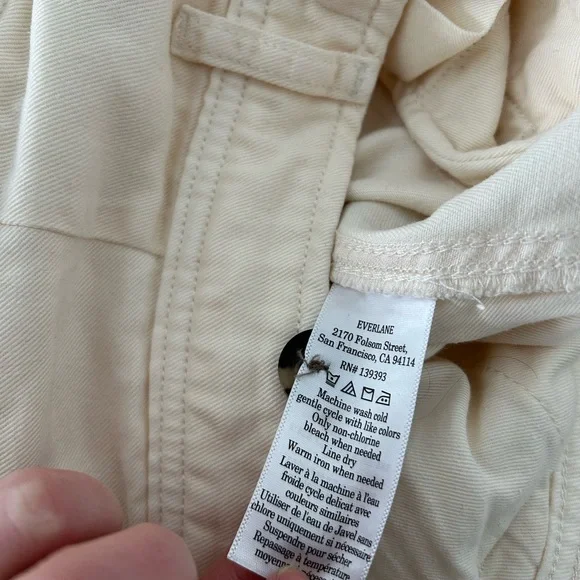 EVERLANE
2170 Folsom Street,
San Francisco, CA 94114
RN# 139393
Machine wash cold
gentle cycle with like colors
Only non-chlorine
bleach when needed
Line dry
Warm iron when needed
Laver à la machine à l'eau
froide cycle délicat avec
couleurs similaires
Utiliser de l'eau de Javel sans
chlore uniquement si nécessaire
Suspendre pour sécher
Repassage à température
moyenne